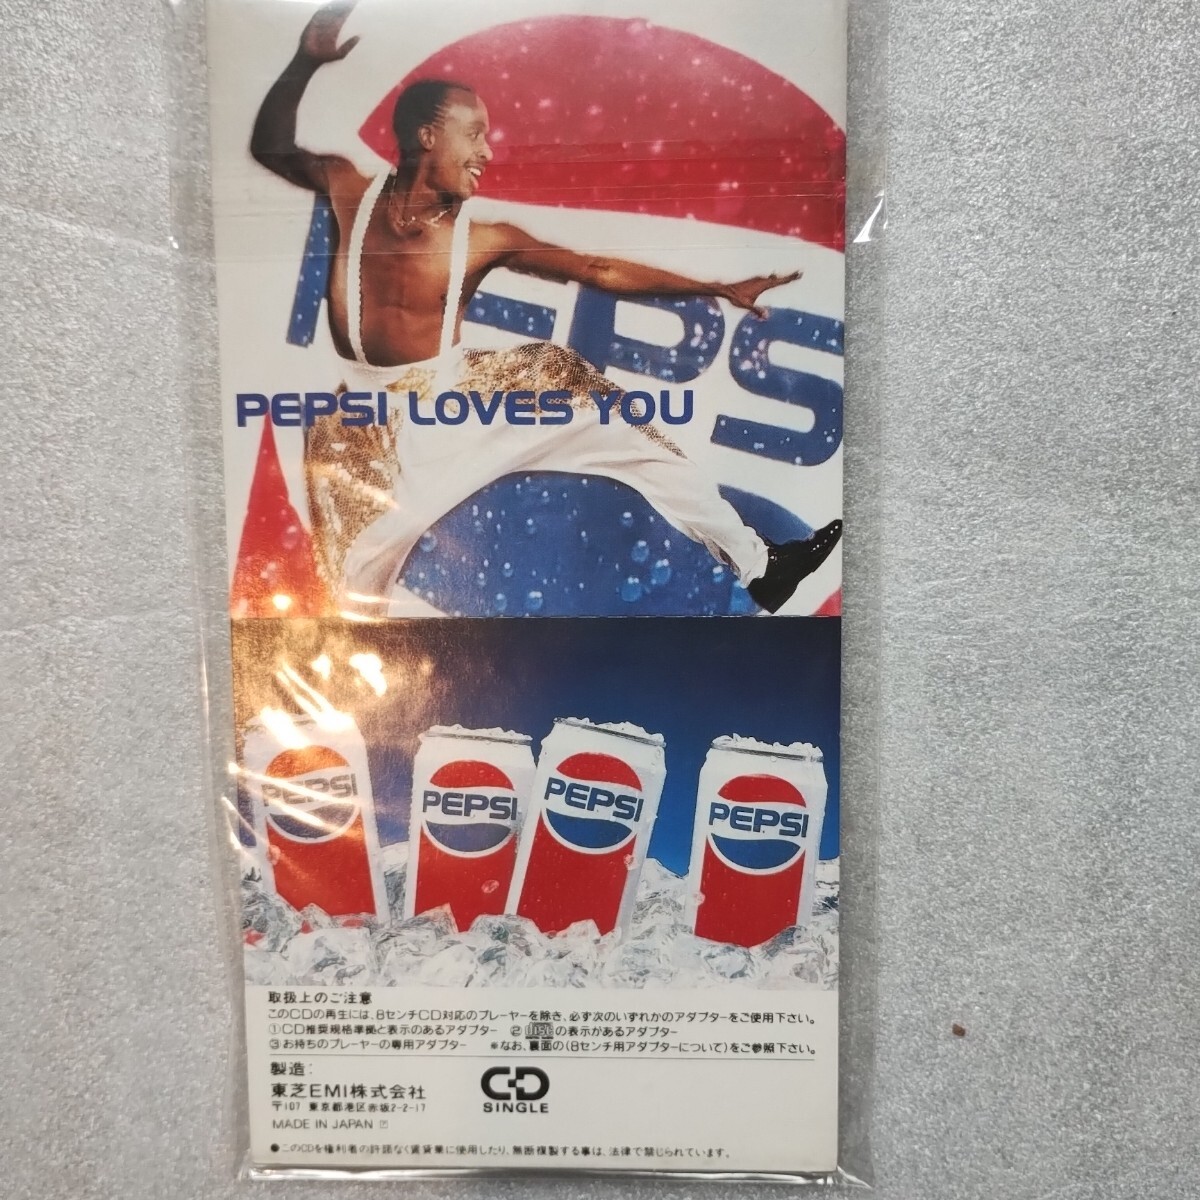 PEPSI
PEPSI LOVES YOU
PEPSI
PEPSI
PEPSI
PEPSI
取扱上のご注意
このCDの再生には、8センチCD対応のプレーヤーを除き、必ず次のいずれかのアダプターをご使用下さい。
①CD推奨規格準拠と表示のあるアダプター ②の表示があるアダプター
③お持ちのプレーヤーの専用アダプター ※なお、裏面の(8センチ用アダプターについて)をご参照下さい。
製造:
東芝EMI株式会社
〒107 東京都港区赤坂2-2-17
MADE IN JAPAN Ⓟ
CD
SINGLE
●このCDを権利者の許諾なく賃貸業に使用したり、無断複製する事は、法律で禁じられています。